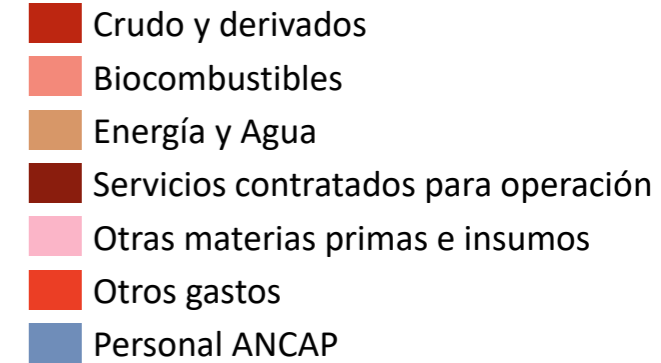 Crudo y derivados
Biocombustibles
Energía y Agua
Servicios contratados para operación
Otras materias primas e insumos
Otros gastos
Personal ANCAP